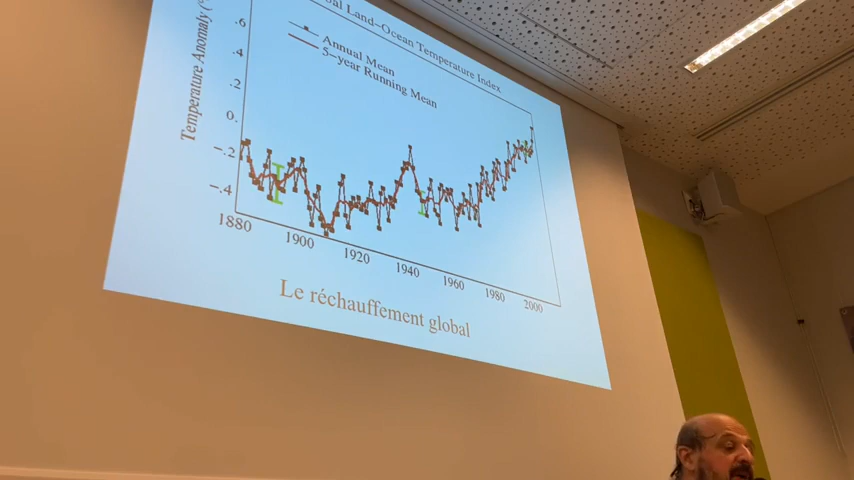 Land-Ocean Temperature Index
Annual Mean
5-year Running Mean
Temperature Anomaly
.6
.4
.2
0.
-.2
-.4
1880
1900
1920
1940
1960
1980
2000
Le réchauffement global